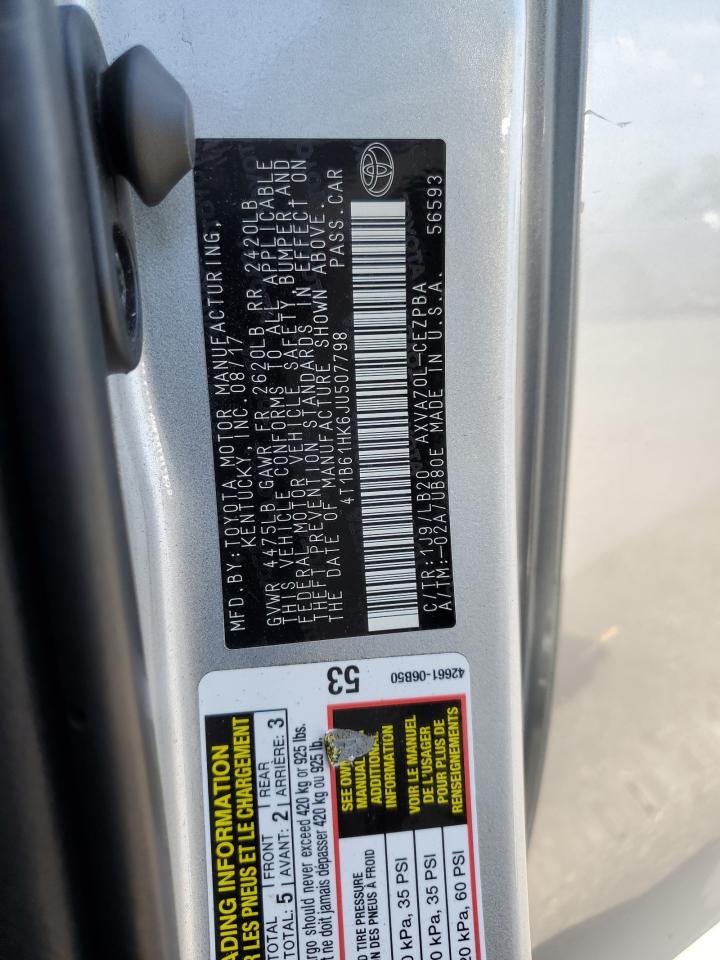 MFD.BY:TOYOTA MOTOR MANUFACTURING,
KENTUCKY, INC. 08/17
GVWR 4475LB GAWR FR 2620LB RR 2420LB
THIS VEHICLE CONFORMS TO ALL APPLICABLE
FEDERAL MOTOR VEHICLE SAFETY, BUMPER,AND
THEFT PREVENTION STANDARDS IN EFFECT ON
THE DATE OF MANUFACTURE SHOWN ABOVE.
4T1B61HK6JU507798 PASS.CAR
C/TR:1J9/LB20 AXVA70L-CEZPBA
A/TM:-02A/UB80E MADE IN U.S.A. 56593
53
42661-06B50
ADING INFORMATION
R LES PNEUS ET LE CHARGEMENT
TOTAL FRONT REAR
TOTAL: 5 AVANT: 2 ARRIÈRE: 3
rgo should never exceed 420 kg or 925 lbs.
t ne doit jamais dépasser 420 kg ou 925 lb.
D TIRE PRESSURE
ON DES PNEUS À FROID
0 kPa, 35 PSI
0 kPa, 35 PSI
20 kPa, 60 PSI
SEE
MANUAL
ADDITIONAL
INFORMATION
VOIR LE MANUEL
DE L'USAGER
POUR PLUS DE
RENSEIGNEMENTS